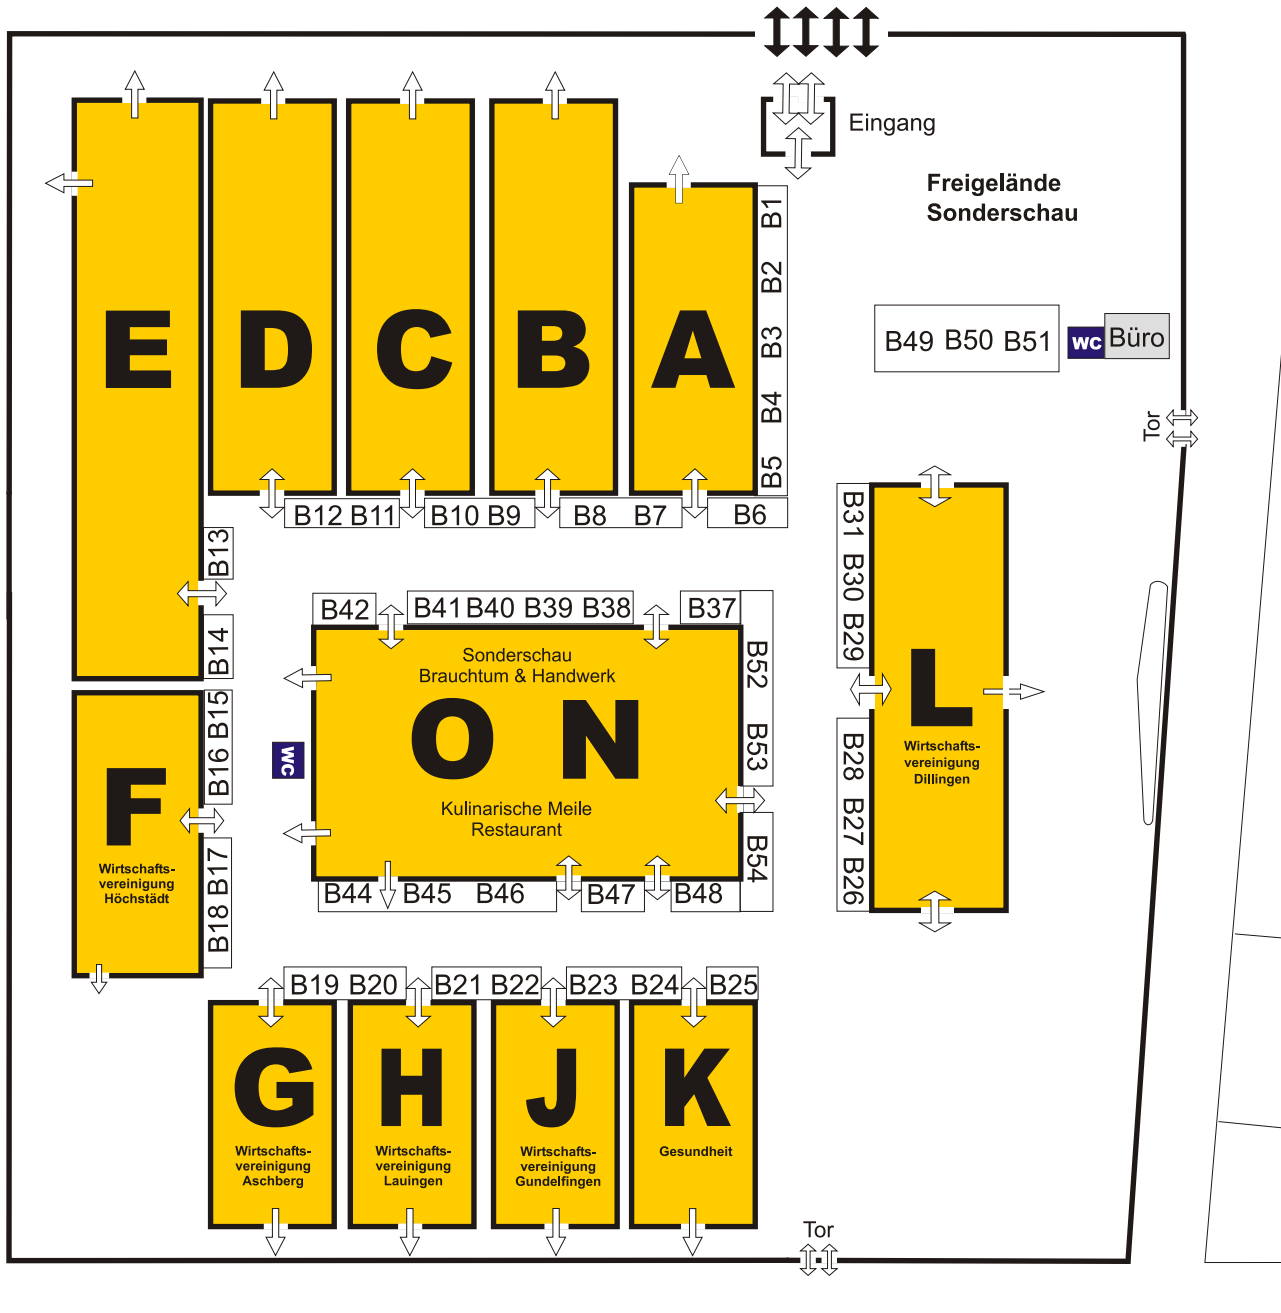 Eingang
Freigelände
Sonderschau
B1
B2
B3
B4
B5
E
D
C
B
A
B49 B50 B51
WC
Büro
Tor
B12 B11
B10 B9
B8 B7
B6
B13
B14
B42
B41 B40 B39 B38
B37
B31
B30
B29
Sonderschau
Brauchtum & Handwerk
O N
Kulinarische Meile
Restaurant
B52
B53
B54
L
Wirtschafts-
vereinigung
Dillingen
B28
B27
B26
B15
B16
WC
F
Wirtschafts-
vereinigung
Höchstädt
B17
B18
B44 B45 B46
B47
B48
B19 B20
B21 B22
B23 B24
B25
G
Wirtschafts-
vereinigung
Aschberg
H
Wirtschafts-
vereinigung
Lauingen
J
Wirtschafts-
vereinigung
Gundelfingen
K
Gesundheit
Tor